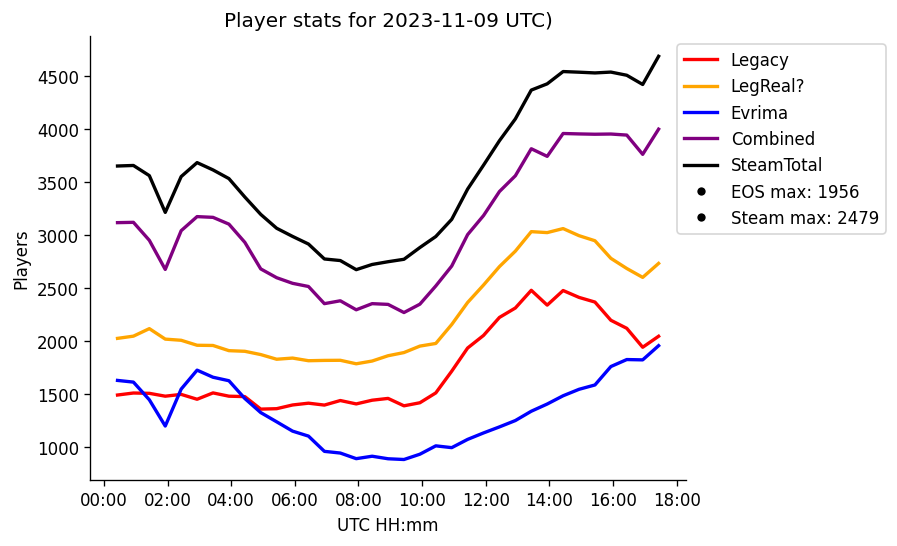 Player stats for 2023-11-09 UTC)
Players
4500
4000
3500
3000
2500
2000
1500
1000
00:00 02:00 04:00 06:00 08:00 10:00 12:00 14:00 16:00 18:00
UTC HH:mm
Legacy
LegReal?
Evrima
Combined
SteamTotal
EOS max: 1956
Steam max: 2479